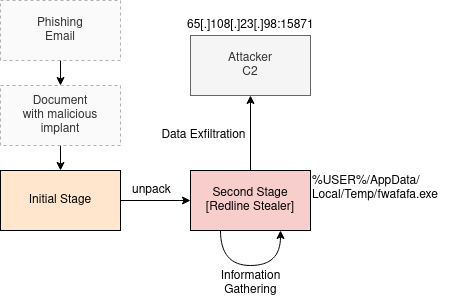 Phishing
Email
65[.]108[.]23[.]98:15871
Attacker
C2
Document
with malicious
implant
Data Exfiltration
Initial Stage
unpack
Second Stage
[Redline Stealer]
%USER%/AppData/
Local/Temp/fwafafa.exe
Information
Gathering